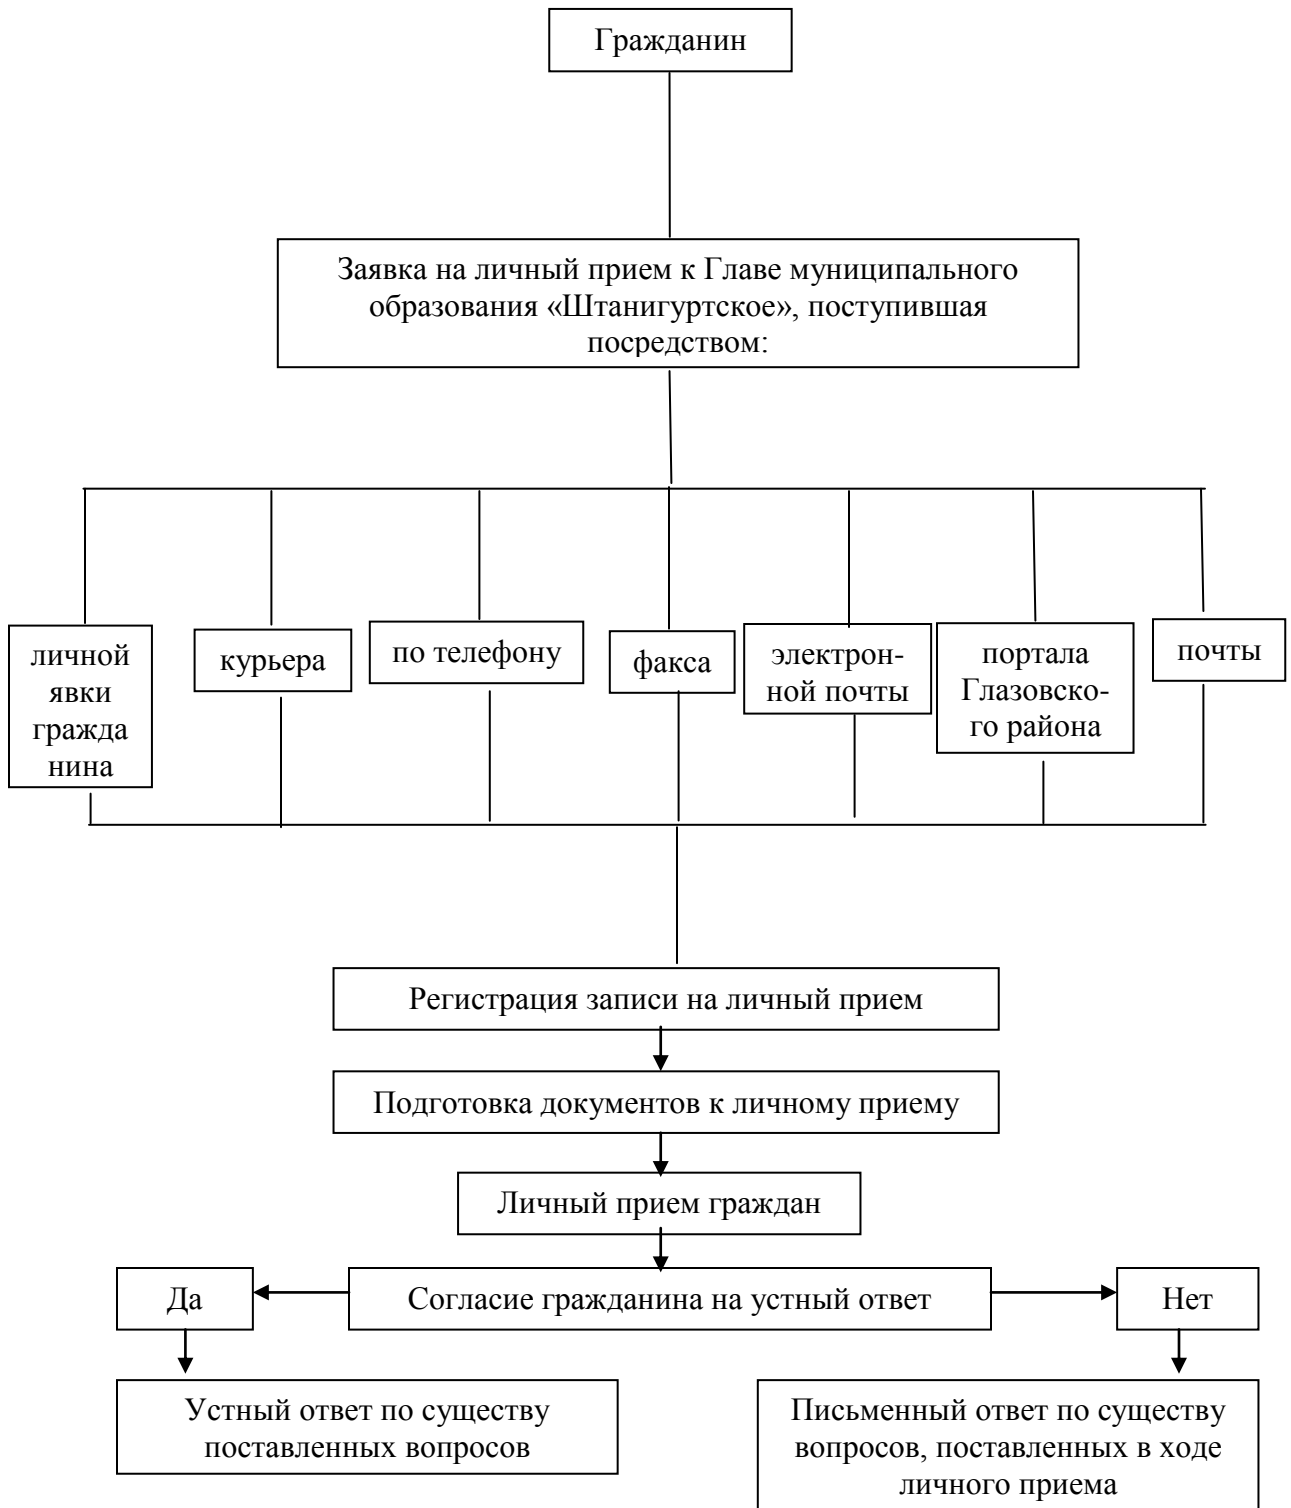 Гражданин
Заявка на личный прием к Главе муниципального
образования «Штанигуртское», поступившая
посредством:
личной
явки
гражда
нина
курьера
по телефону
факса
электрон-
ной почты
портала
Глазовско-
го района
почты
Регистрация записи на личный прием
Подготовка документов к личному приему
Личный прием граждан
Да
Согласие гражданина на устный ответ
Нет
Устный ответ по существу
поставленных вопросов
Письменный ответ по существу
вопросов, поставленных в ходе
личного приема